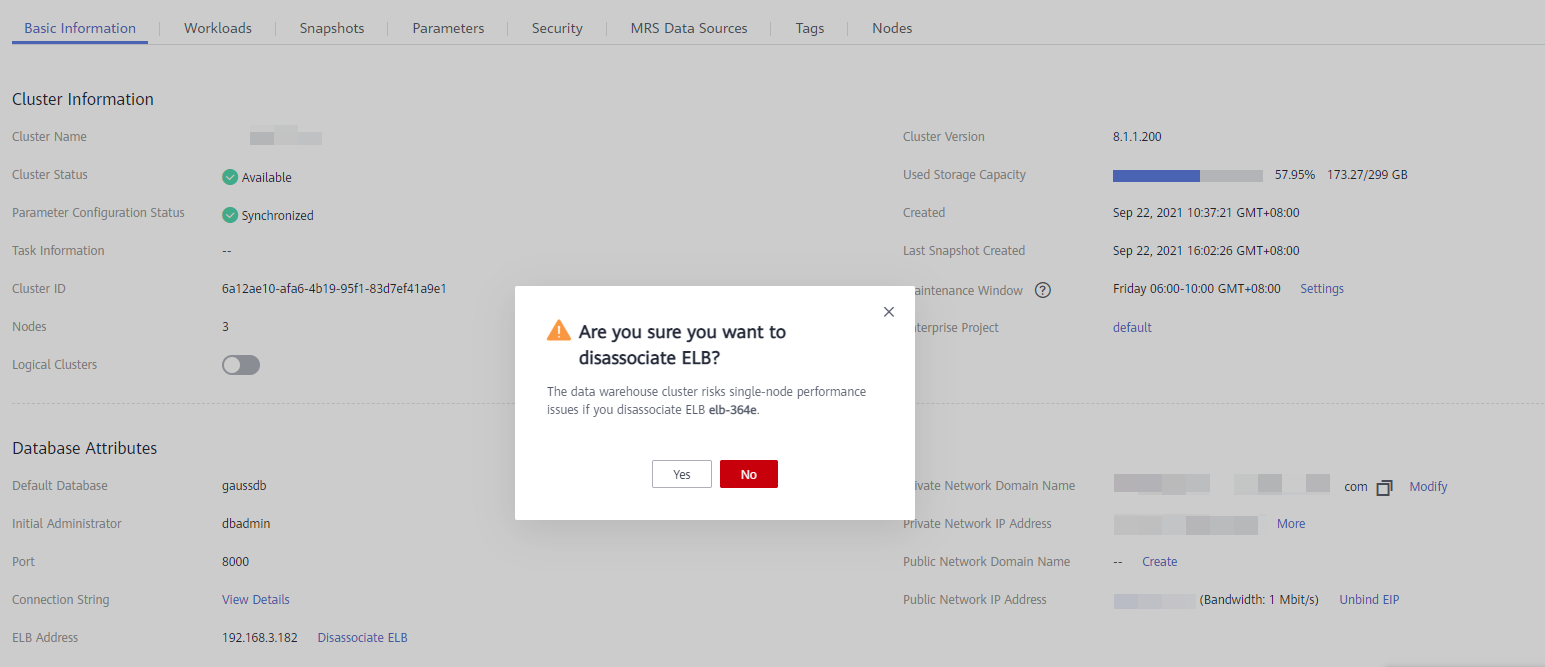 Basic Information
Workloads
Snapshots
Parameters
Security
MRS Data Sources
Tags
Nodes
Cluster Information
Cluster Name
Cluster Version 8.1.1.200
Cluster Status Available
Used Storage Capacity 57.95% 173.27/299 GB
Parameter Configuration Status Synchronized
Created Sep 22, 2021 10:37:21 GMT+08:00
Task Information --
Last Snapshot Created Sep 22, 2021 16:02:26 GMT+08:00
Cluster ID 6a12ae10-afa6-4b19-95f1-83d7ef41a9e1
aintenance Window ? Friday 06:00-10:00 GMT+08:00 Settings
Nodes 3
nterprise Project default
Logical Clusters
Are you sure you want to
disassociate ELB?
The data warehouse cluster risks single-node performance
issues if you disassociate ELB elb-364e.
Yes
No
Database Attributes
Default Database gaussdb
ivate Network Domain Name com Modify
Initial Administrator dbadmin
Private Network IP Address More
Port 8000
Public Network Domain Name -- Create
Connection String View Details
Public Network IP Address (Bandwidth: 1 Mbit/s) Unbind EIP
ELB Address 192.168.3.182 Disassociate ELB